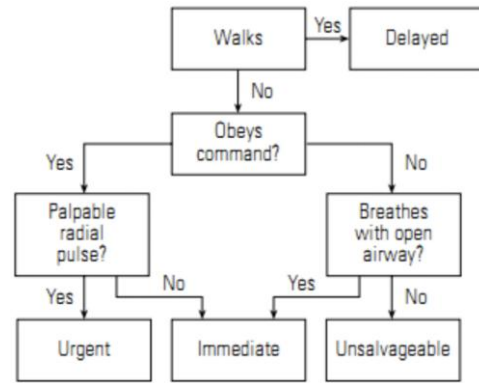 Walks
Yes
Delayed
No
Obeys
command?
Yes
No
Palpable
radial
pulse?
Breathes
with open
airway?
Yes
No
Yes
No
Urgent
Immediate
Unsalvageable